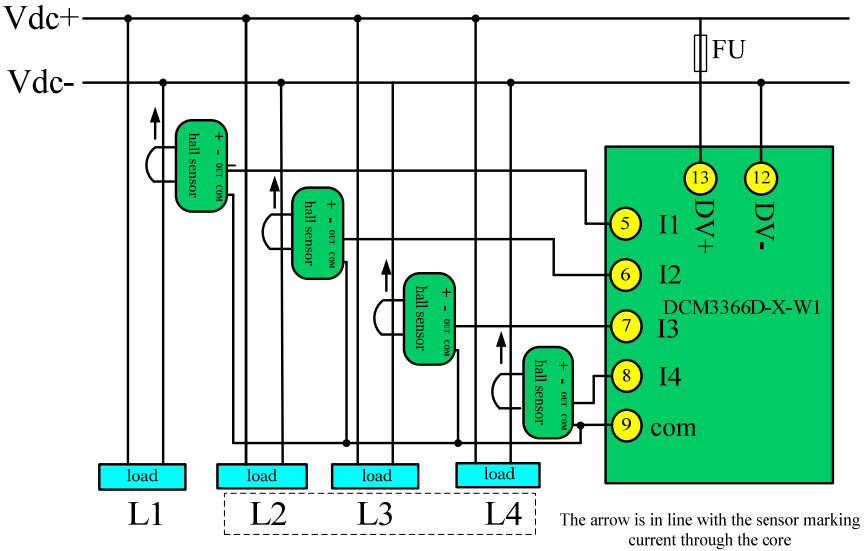 Vdc+
FU
Vdc-
+ - OUT COM
hall sensor
13
12
DV+
DV-
+ - OUT COM
hall sensor
5
I1
6
I2
+ - OUT COM
hall sensor
DCM3366D-X-W1
7
I3
+ - OUT COM
hall sensor
8
I4
9
com
load
load
load
load
L1
L2
L3
L4
The arrow is in line with the sensor marking
current through the core